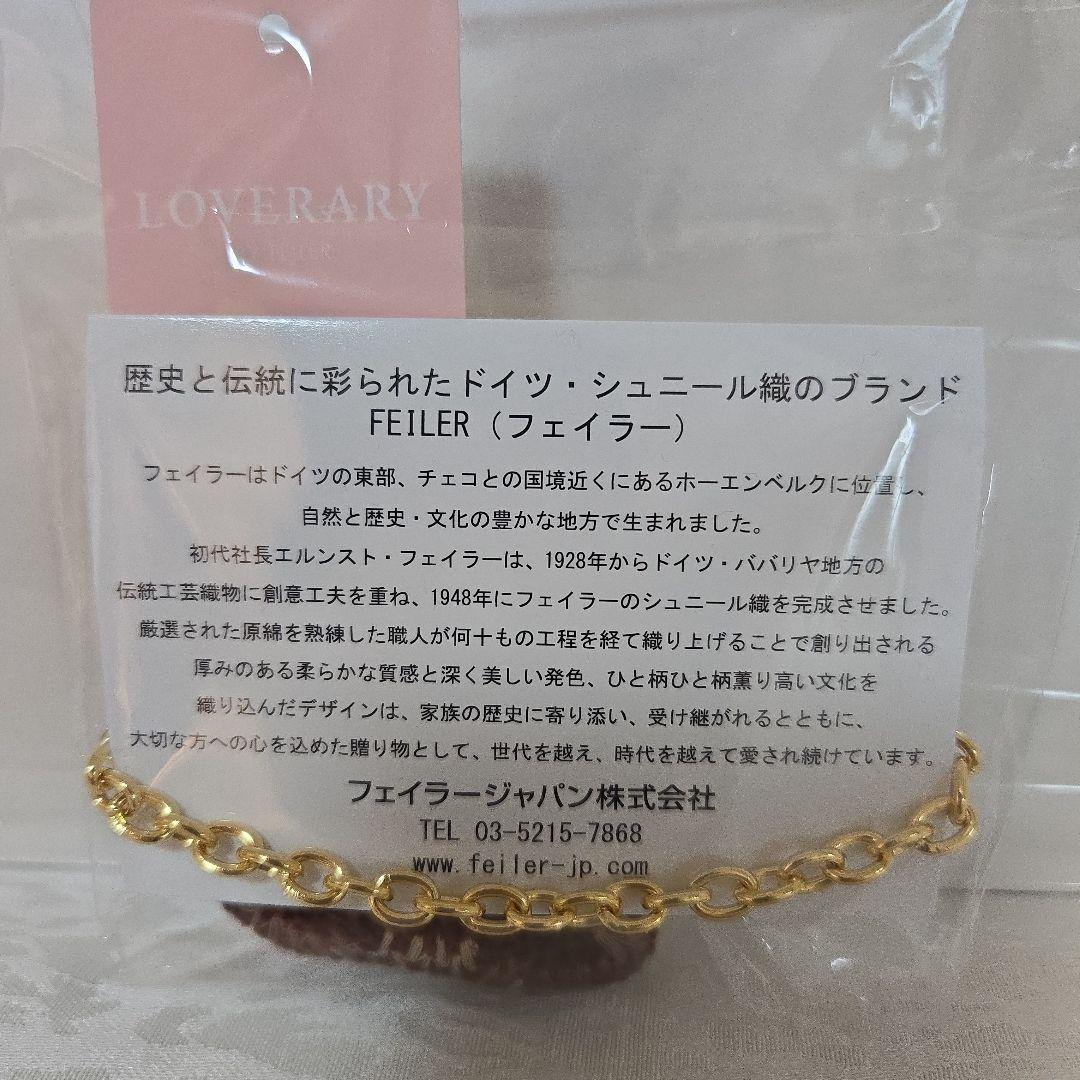 LOVERARY
FEILER
歴史と伝統に彩られたドイツ・シュニール織のブランド
FEILER（フェイラー）
フェイラーはドイツの東部、チェコとの国境近くにあるホーエンベルクに位置し、
自然と歴史・文化の豊かな地方で生まれました。
初代社長エルンスト・フェイラーは、1928年からドイツ・ババリヤ地方の
伝統工芸織物に創意工夫を重ね、1948年にフェイラーのシュニール織を完成させました。
厳選された原綿を熟練した職人が何十もの工程を経て織り上げることで創り出される
厚みのある柔らかな質感と深く美しい発色、ひと柄ひと柄薫り高い文化を
織り込んだデザインは、家族の歴史に寄り添い、受け継がれるとともに、
大切な方への心を込めた贈り物として、世代を越え、時代を越えて愛され続けています。
フェイラージャパン株式会社
TEL 03-5215-7868
www.feiler-jp.com